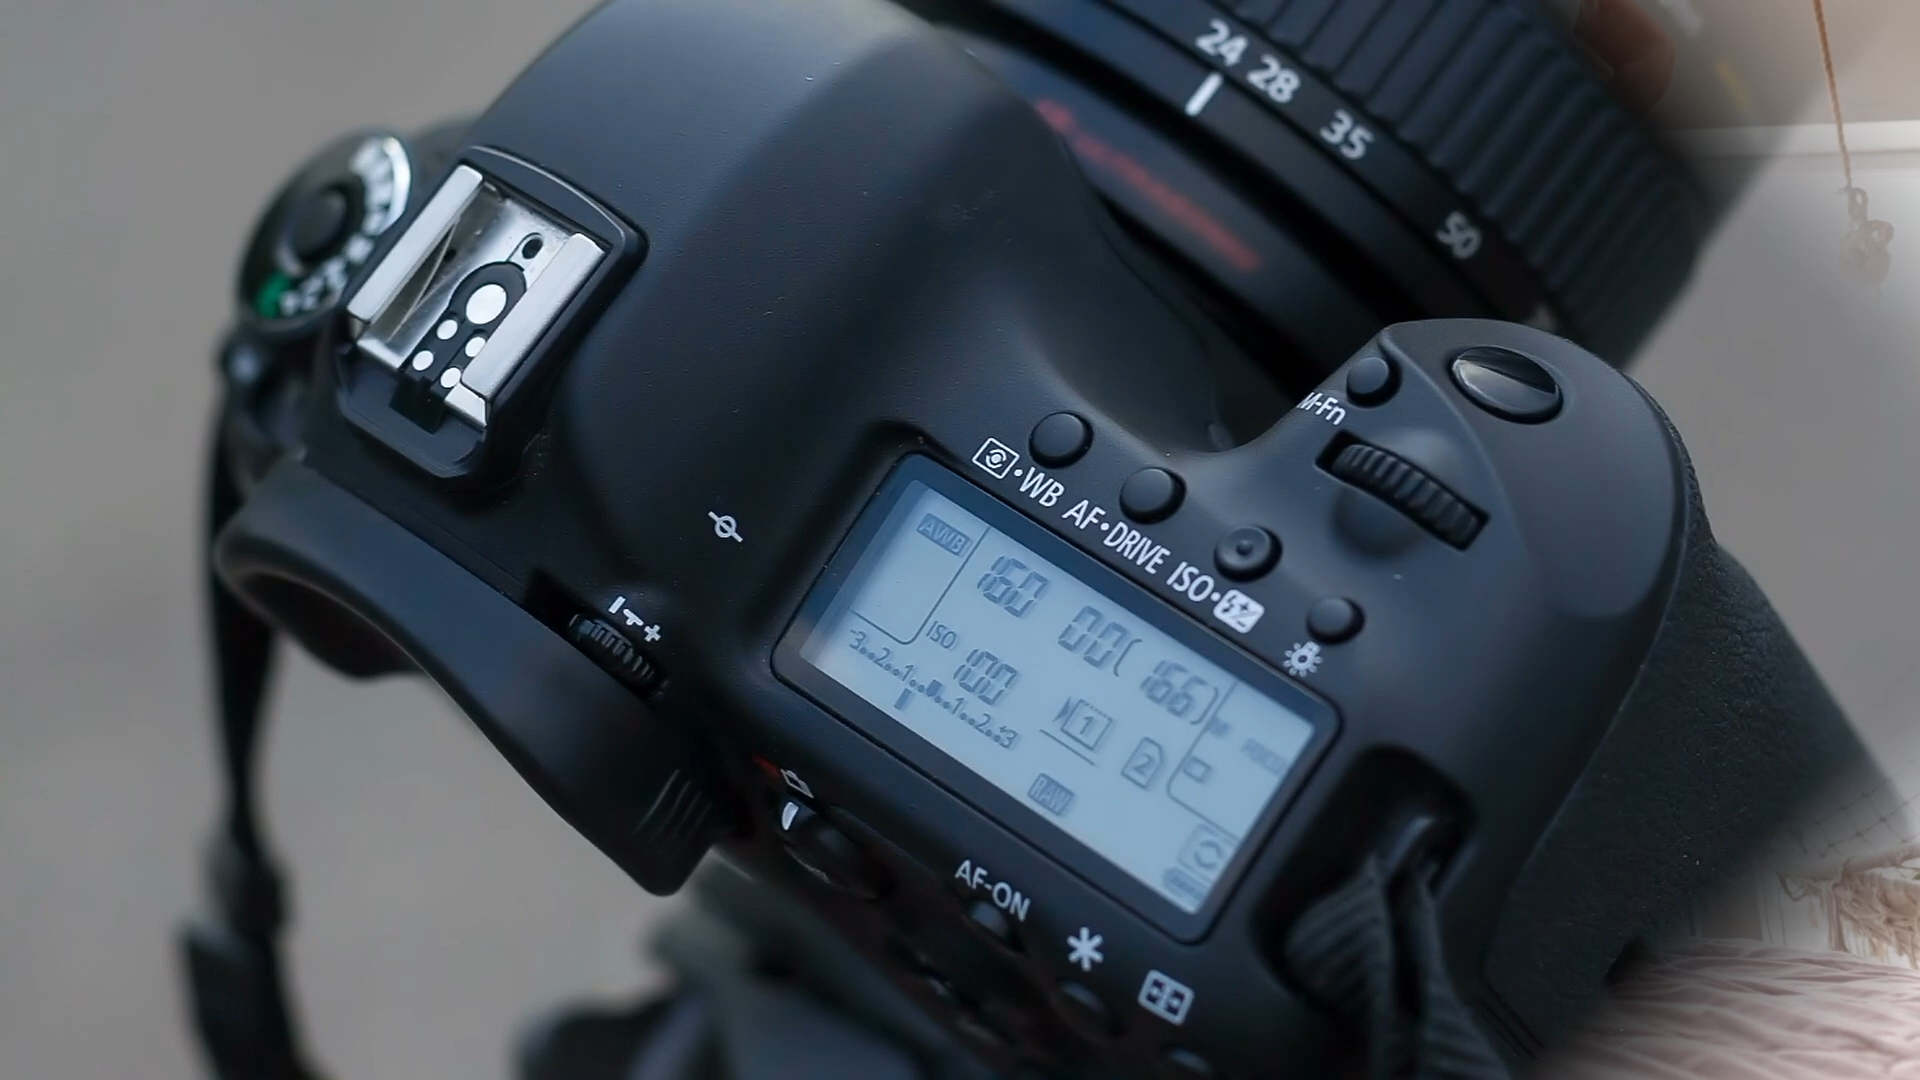 24 28 35 50
M-Fn
WB AF•DRIVE ISO•
AWB
160 00 (166)
ISO 100
-3..2..1..▪..1..2..+3
1
2
RAW
AF-ON